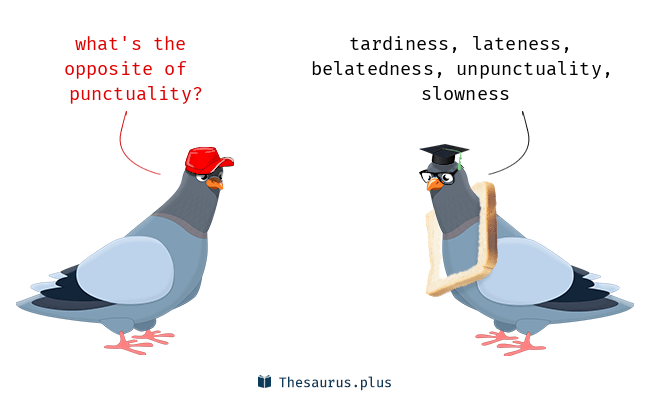 what's the
opposite of
punctuality?
tardiness, lateness,
belatedness, unpunctuality,
slowness
Thesaurus.plus